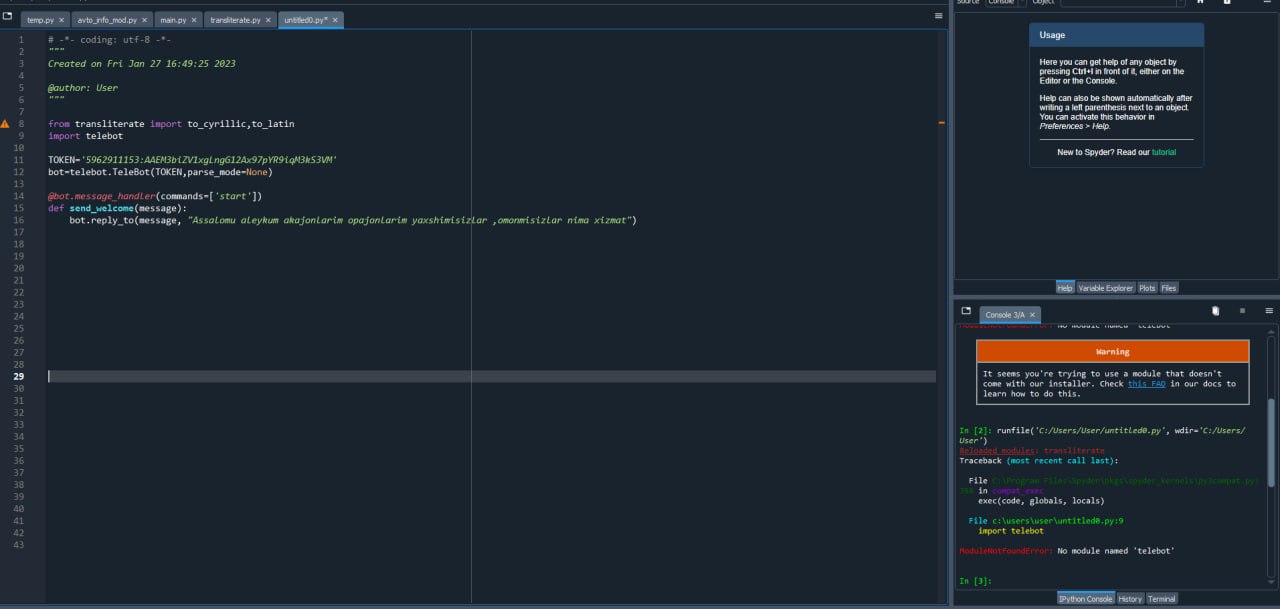 temp.py ×
avto_info_mod.py ×
main.py ×
transliterate.py ×
untitled0.py* ×
1 # -*- coding: utf-8 -*-
2 """
3 Created on Fri Jan 27 16:49:25 2023
4
5 @author: User
6 """
7
8 from transliterate import to_cyrillic,to_latin
9 import telebot
10
11 TOKEN='5962911153:AAEM3biZV1xgLngG12Ax97pYR9iqM3kS3VM'
12 bot=telebot.TeleBot(TOKEN,parse_mode=None)
13
14 @bot.message_handler(commands=['start'])
15 def send_welcome(message):
16 bot.reply_to(message, "Assalomu aleykum akajonlarim opajonlarim yaxshimisizlar ,omonmisizlar nima xizmat")
17
18
19
20
21
22
23
24
25
26
27
28
29
30
31
32
33
34
35
36
37
38
39
40
41
42
43
Source Console Object
Usage
Here you can get help of any object by
pressing Ctrl+I in front of it, either on the
Editor or the Console.
Help can also be shown automatically after
writing a left parenthesis next to an object.
You can activate this behavior in
Preferences > Help.
New to Spyder? Read our tutorial
Help Variable Explorer Plots Files
Console 3/A ×
ModuleNotFoundError: No module named 'telebot'
Warning
It seems you're trying to use a module that doesn't
come with our installer. Check this FAQ in our docs to
learn how to do this.
In [2]: runfile('C:/Users/User/untitled0.py', wdir='C:/Users/
User')
Reloaded modules: transliterate
Traceback (most recent call last):
File C:\Program Files\Spyder\pkgs\spyder_kernels\py3compat.py:
356 in compat_exec
exec(code, globals, locals)
File c:\users\user\untitled0.py:9
import telebot
ModuleNotFoundError: No module named 'telebot'
In [3]:
IPython Console History Terminal